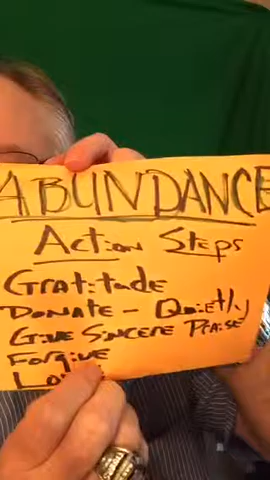 ABUNDANCE
Action Steps
Gratitude
DONATE - Quietly
GIVE SINCERE PRAISE
Forgive